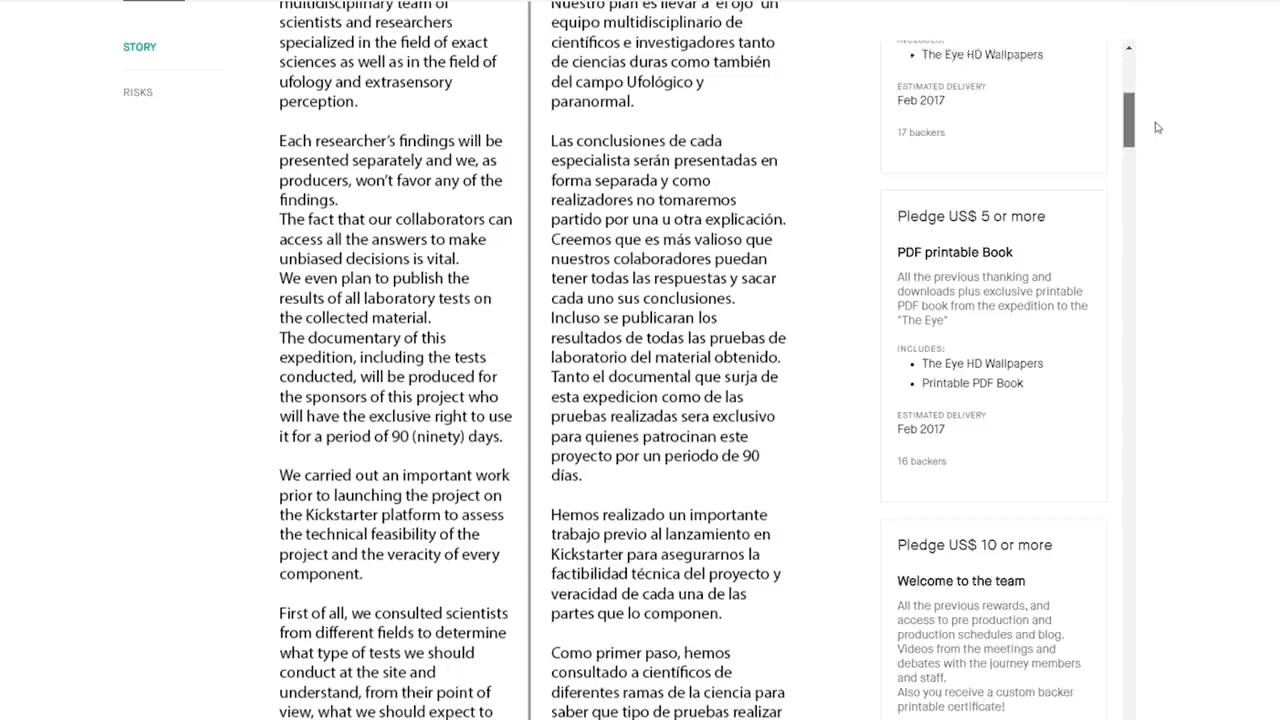 STORY
RISKS
multidisciplinary team of
scientists and researchers
specialized in the field of exact
sciences as well as in the field of
ufology and extrasensory
perception.
Each researcher's findings will be
presented separately and we, as
producers, won't favor any of the
findings.
The fact that our collaborators can
access all the answers to make
unbiased decisions is vital.
We even plan to publish the
results of all laboratory tests on
the collected material.
The documentary of this
expedition, including the tests
conducted, will be produced for
the sponsors of this project who
will have the exclusive right to use
it for a period of 90 (ninety) days.
We carried out an important work
prior to launching the project on
the Kickstarter platform to assess
the technical feasibility of the
project and the veracity of every
component.
First of all, we consulted scientists
from different fields to determine
what type of tests we should
conduct at the site and
understand, from their point of
view, what we should expect to
Nuestro plan es llevar a "el ojo" un
equipo multidisciplinario de
científicos e investigadores tanto
de ciencias duras como también
del campo Ufológico y
paranormal.
Las conclusiones de cada
especialista serán presentadas en
forma separada y como
realizadores no tomaremos
partido por una u otra explicación.
Creemos que es más valioso que
nuestros colaboradores puedan
tener todas las respuestas y sacar
cada uno sus conclusiones.
Incluso se publicaran los
resultados de todas las pruebas de
laboratorio del material obtenido.
Tanto el documental que surja de
esta expedicion como de las
pruebas realizadas sera exclusivo
para quienes patrocinan este
proyecto por un periodo de 90
días.
Hemos realizado un importante
trabajo previo al lanzamiento en
Kickstarter para asegurarnos la
factibilidad técnica del proyecto y
veracidad de cada una de las
partes que lo componen.
Como primer paso, hemos
consultado a científicos de
diferentes ramas de la ciencia para
saber que tipo de pruebas realizar
INCLUDES:
• The Eye HD Wallpapers
ESTIMATED DELIVERY
Feb 2017
17 backers
Pledge US$ 5 or more
PDF printable Book
All the previous thanking and
downloads plus exclusive printable
PDF book from the expedition to the
"The Eye"
INCLUDES:
• The Eye HD Wallpapers
• Printable PDF Book
ESTIMATED DELIVERY
Feb 2017
16 backers
Pledge US$ 10 or more
Welcome to the team
All the previous rewards, and
access to pre production and
production schedules and blog.
Videos from the meetings and
debates with the journey members
and staff.
Also you receive a custom backer
printable certificate!